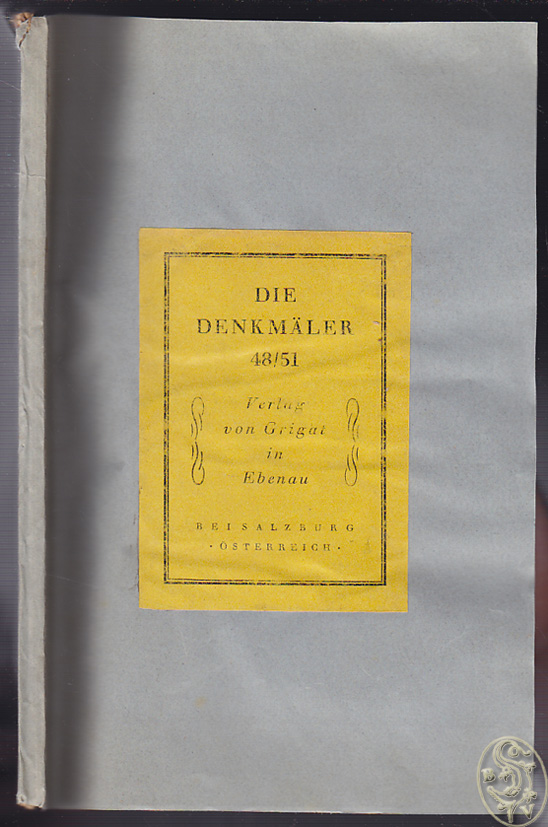 DIE
DENKMÄLER
48/51
Verlag
von Grigat
in
Ebenau
BEI SALZBURG
· ÖSTERREICH ·